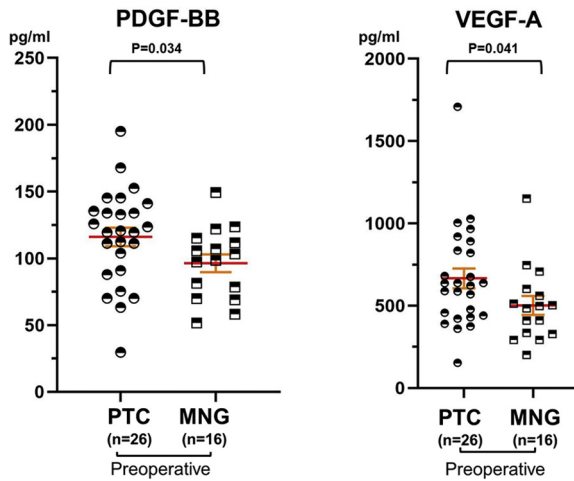 PDGF-BB
pg/ml
P=0.034
250
200
150
100
50
0
PTC
MNG
(n=26)
(n=16)
Preoperative
VEGF-A
pg/ml
P=0.041
2000
1500
1000
500
0
PTC
MNG
(n=26)
(n=16)
Preoperative